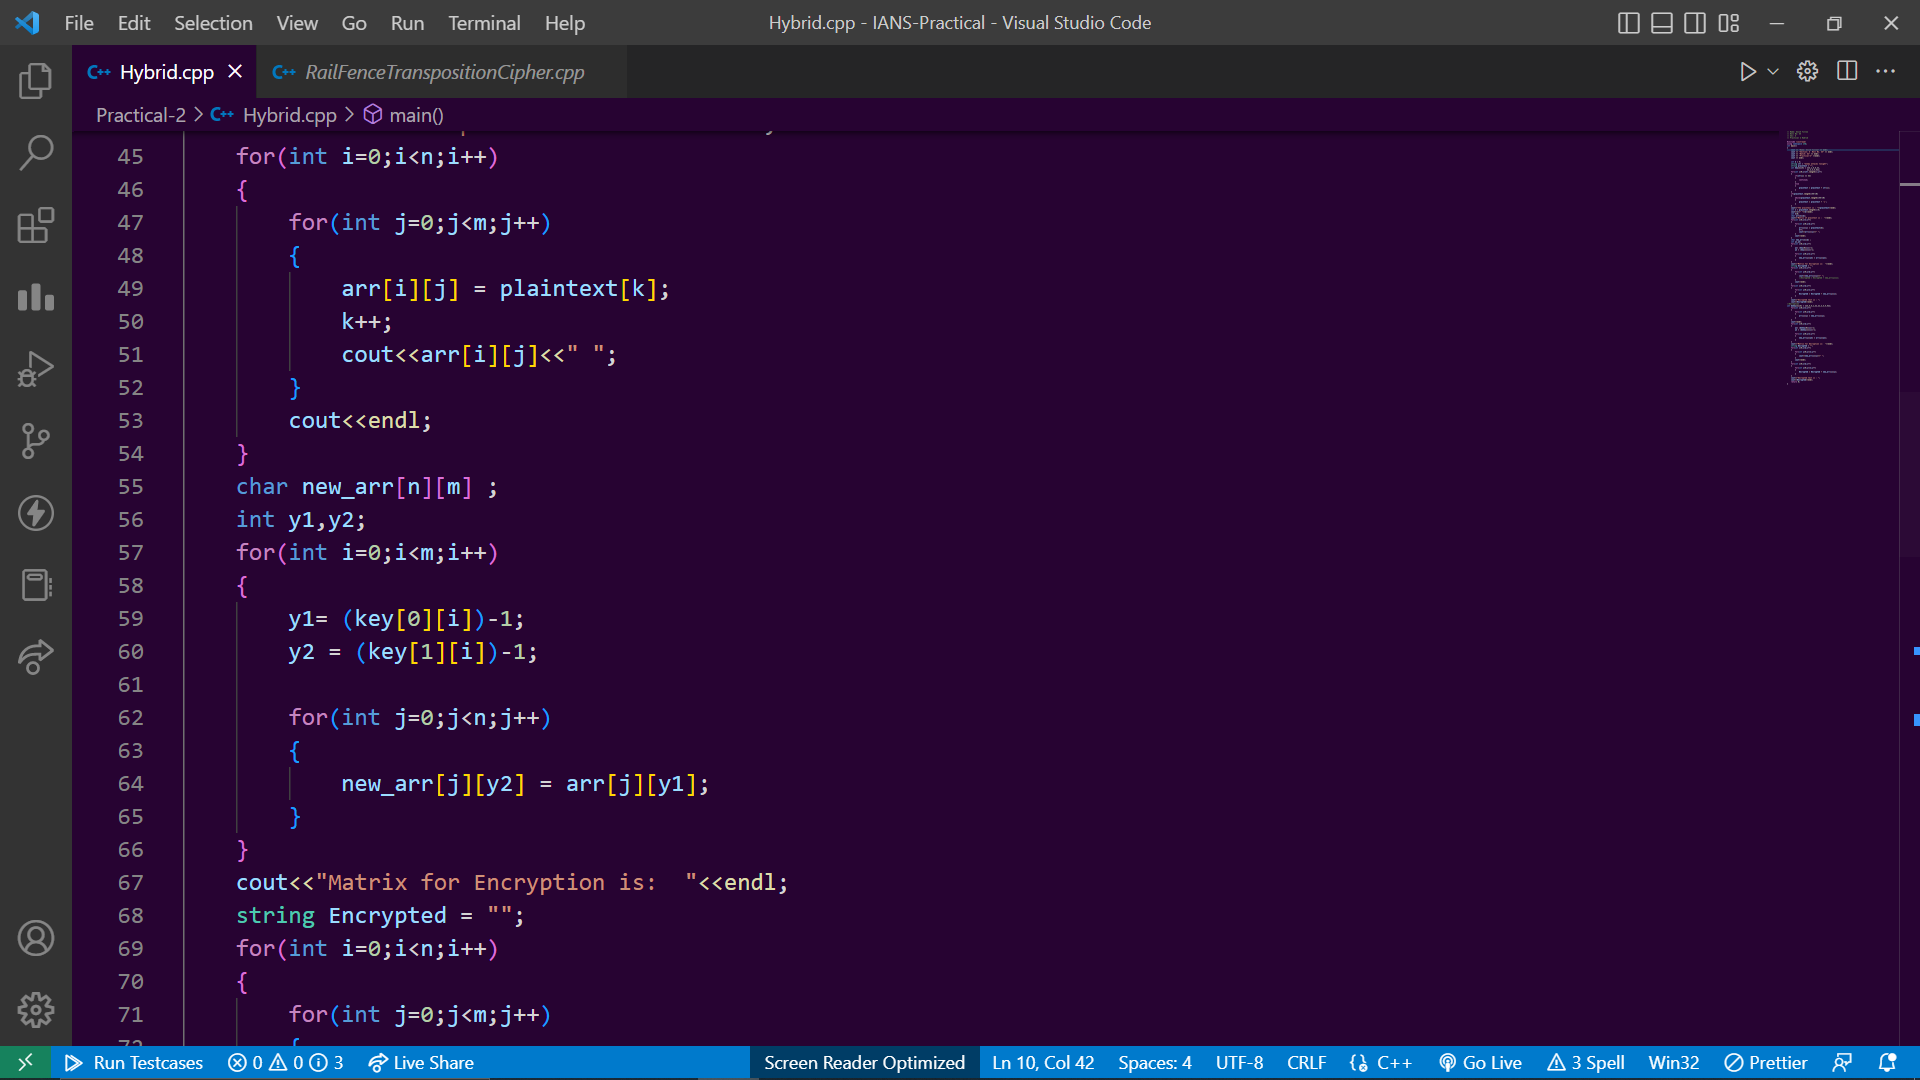 File Edit Selection View Go Run Terminal Help Hybrid.cpp - IANS-Practical - Visual Studio Code
C++ Hybrid.cpp C++ RailFenceTranspositionCipher.cpp
Practical-2 > C++ Hybrid.cpp > main()
45 for(int i=0;i<n;i++)
46 {
47 for(int j=0;j<m;j++)
48 {
49 arr[i][j] = plaintext[k];
50 k++;
51 cout<<arr[i][j]<<" ";
52 }
53 cout<<endl;
54 }
55 char new_arr[n][m] ;
56 int y1,y2;
57 for(int i=0;i<m;i++)
58 {
59 y1= (key[0][i])-1;
60 y2 = (key[1][i])-1;
61
62 for(int j=0;j<n;j++)
63 {
64 new_arr[j][y2] = arr[j][y1];
65 }
66 }
67 cout<<"Matrix for Encryption is:  "<<endl;
68 string Encrypted = "";
69 for(int i=0;i<n;i++)
70 {
71 for(int j=0;j<m;j++)
Run Testcases 0 0 3 Live Share Screen Reader Optimized Ln 10, Col 42 Spaces: 4 UTF-8 CRLF {} C++ Go Live 3 Spell Win32 Prettier